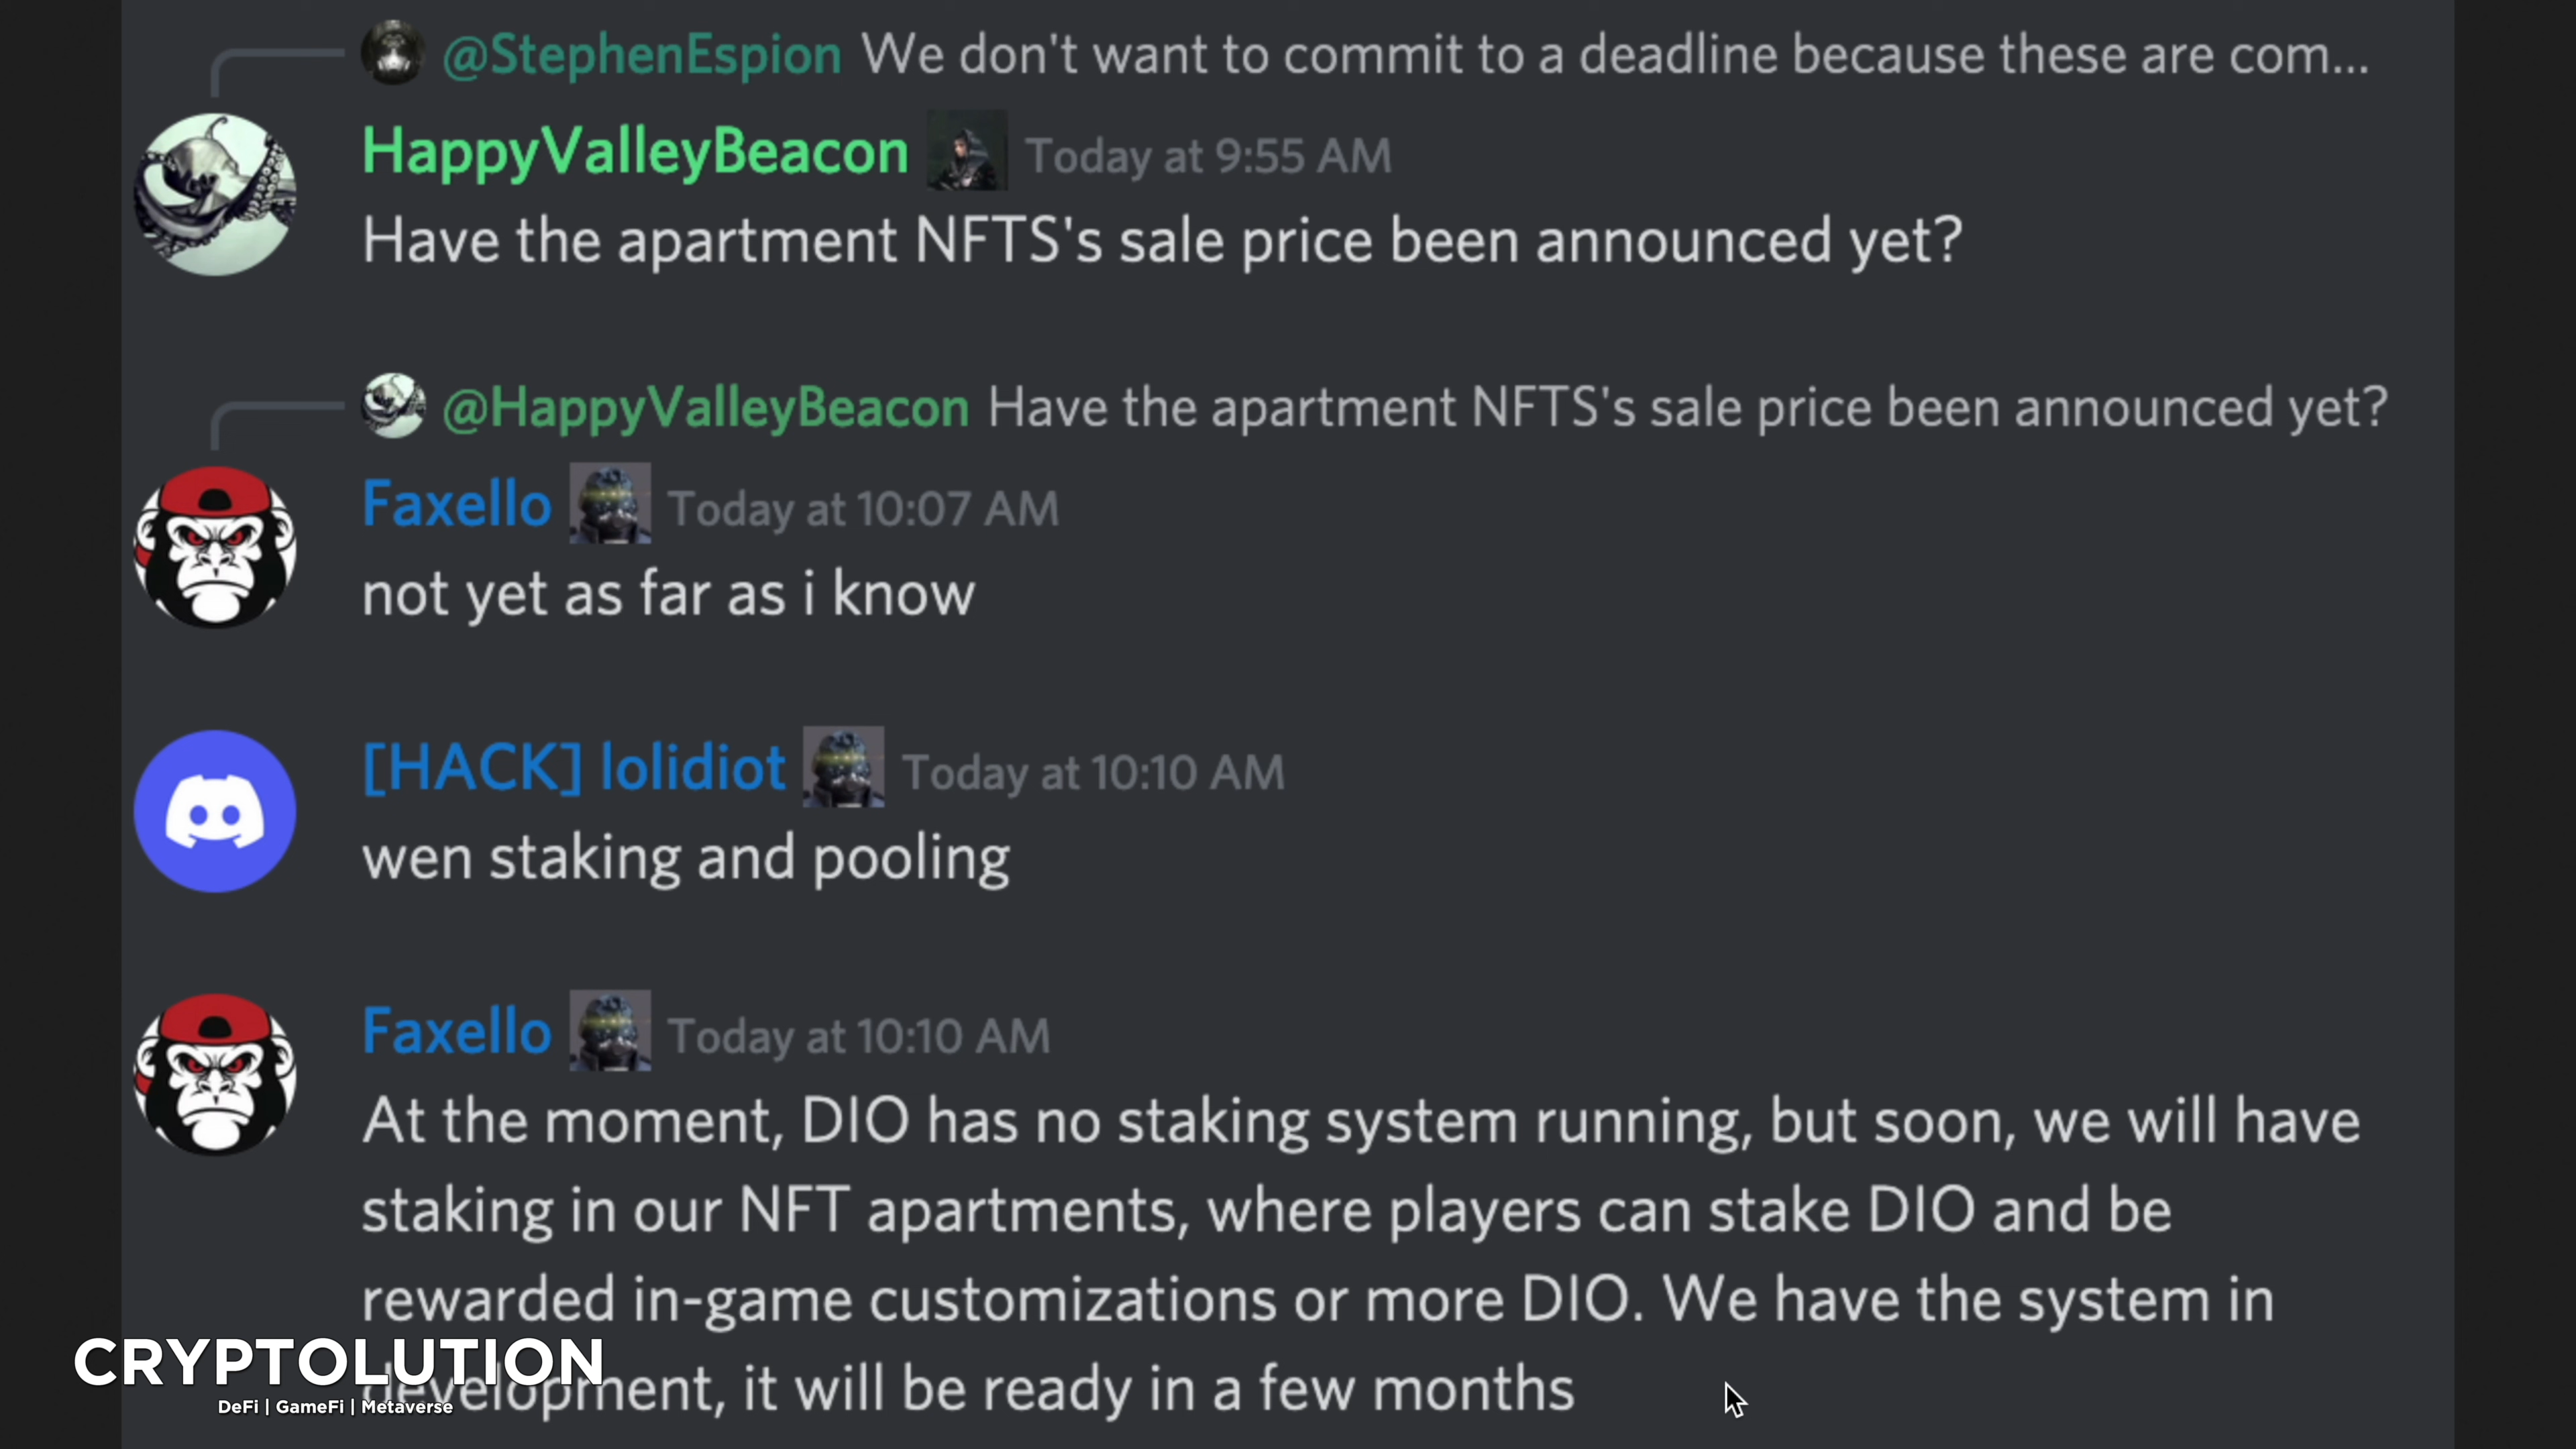 @StephenEspion We don't want to commit to a deadline because these are com...
HappyValleyBeacon Today at 9:55 AM
Have the apartment NFTS's sale price been announced yet?
@HappyValleyBeacon Have the apartment NFTS's sale price been announced yet?
Faxello Today at 10:07 AM
not yet as far as i know
[HACK] lolidiot Today at 10:10 AM
wen staking and pooling
Faxello Today at 10:10 AM
At the moment, DIO has no staking system running, but soon, we will have
staking in our NFT apartments, where players can stake DIO and be
rewarded in-game customizations or more DIO. We have the system in
development, it will be ready in a few months
CRYPTOLUTION
DeFi | GameFi | Metaverse